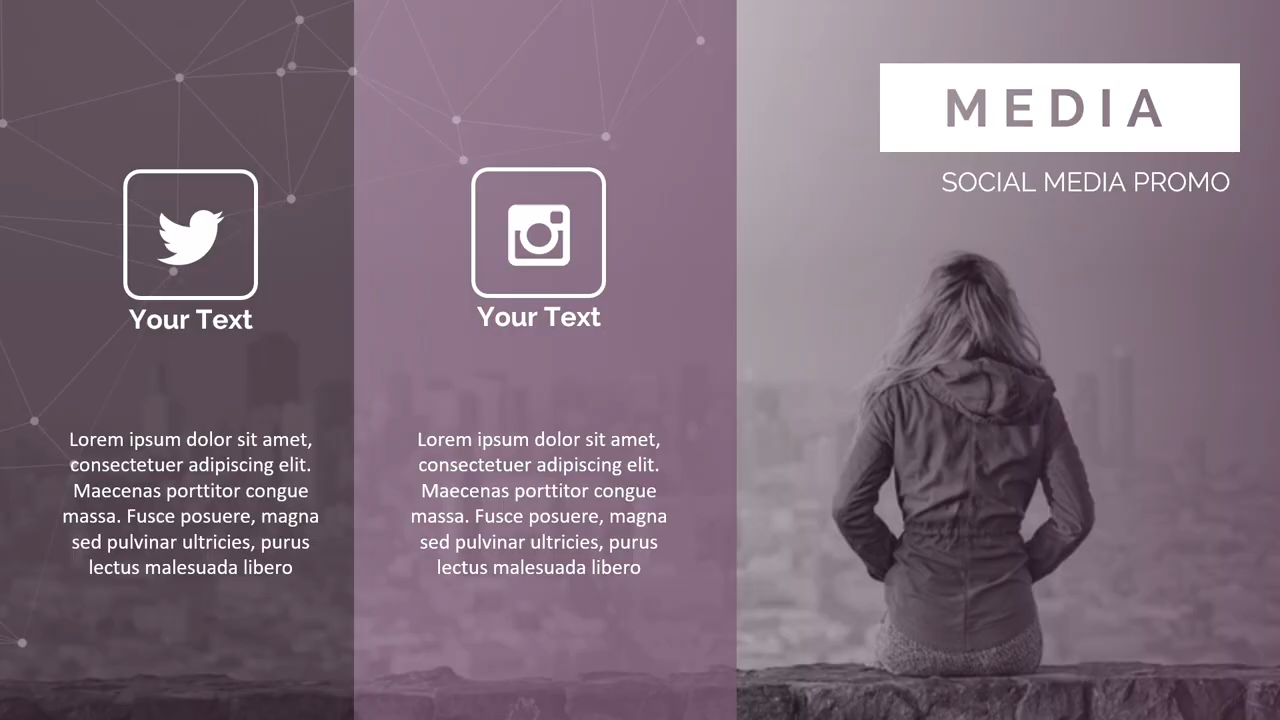 MEDIA
SOCIAL MEDIA PROMO
Your Text
Lorem ipsum dolor sit amet,
consectetuer adipiscing elit.
Maecenas porttitor congue
massa. Fusce posuere, magna
sed pulvinar ultricies, purus
lectus malesuada libero
Your Text
Lorem ipsum dolor sit amet,
consectetuer adipiscing elit.
Maecenas porttitor congue
massa. Fusce posuere, magna
sed pulvinar ultricies, purus
lectus malesuada libero